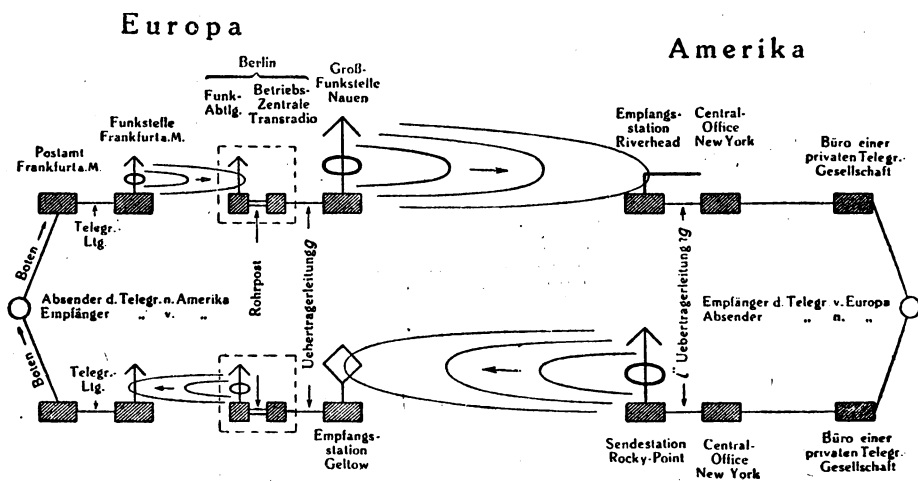 Europa
Amerika
Berlin
Funk-
Abtlg.
Betriebs-
Zentrale
Transradio
Groß-
Funkstelle
Nauen
Funkstelle
Frankfurt a.M.
Postamt
Frankfurt a.M.
Empfangs-
station
Riverhead
Central-
Office
New York
Büro einer
privaten Telegr.-
Gesellschaft
Telegr.-
Ltg.
Boten
Rohrpost
Uehertragerleitung
Uebertragerleitung
Absender d. Telegr. n. Amerika
Empfänger „ v. „
Empfänger d. Telegr v. Europa
Absender „ n. „
Boten
Telegr.-
Ltg.
Empfangs-
station
Geltow
Sendestation
Rocky-Point
Central-
Office
New York
Büro einer
privaten Telegr.-
Gesellschaft